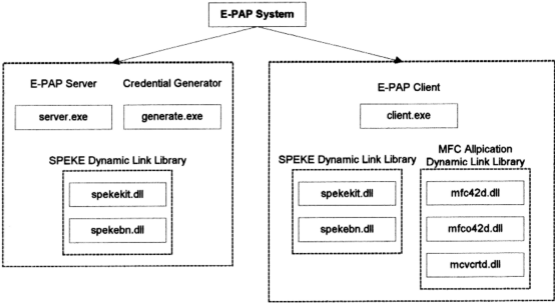 E-PAP System
E-PAP Server
Credential Generator
server.exe
generate.exe
SPEKE Dynamic Link Library
spekekit.dll
spekebn.dll
E-PAP Client
client.exe
SPEKE Dynamic Link Library
spekekit.dll
spekebn.dll
MFC Allpication
Dynamic Link Library
mfc42d.dll
mfco42d.dll
mcvcrtd.dll